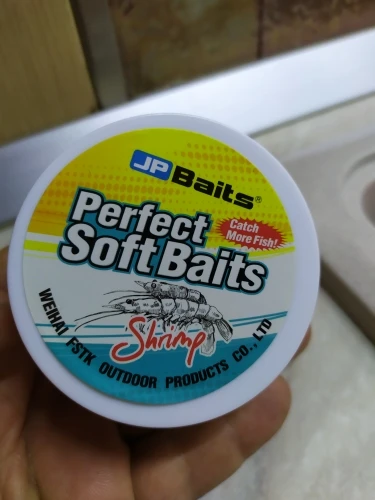 JP Baits®
Perfect
Soft Baits
Catch
More Fish!
Shrimp
WEIHAI FSTK OUTDOOR PRODUCTS CO., LTD